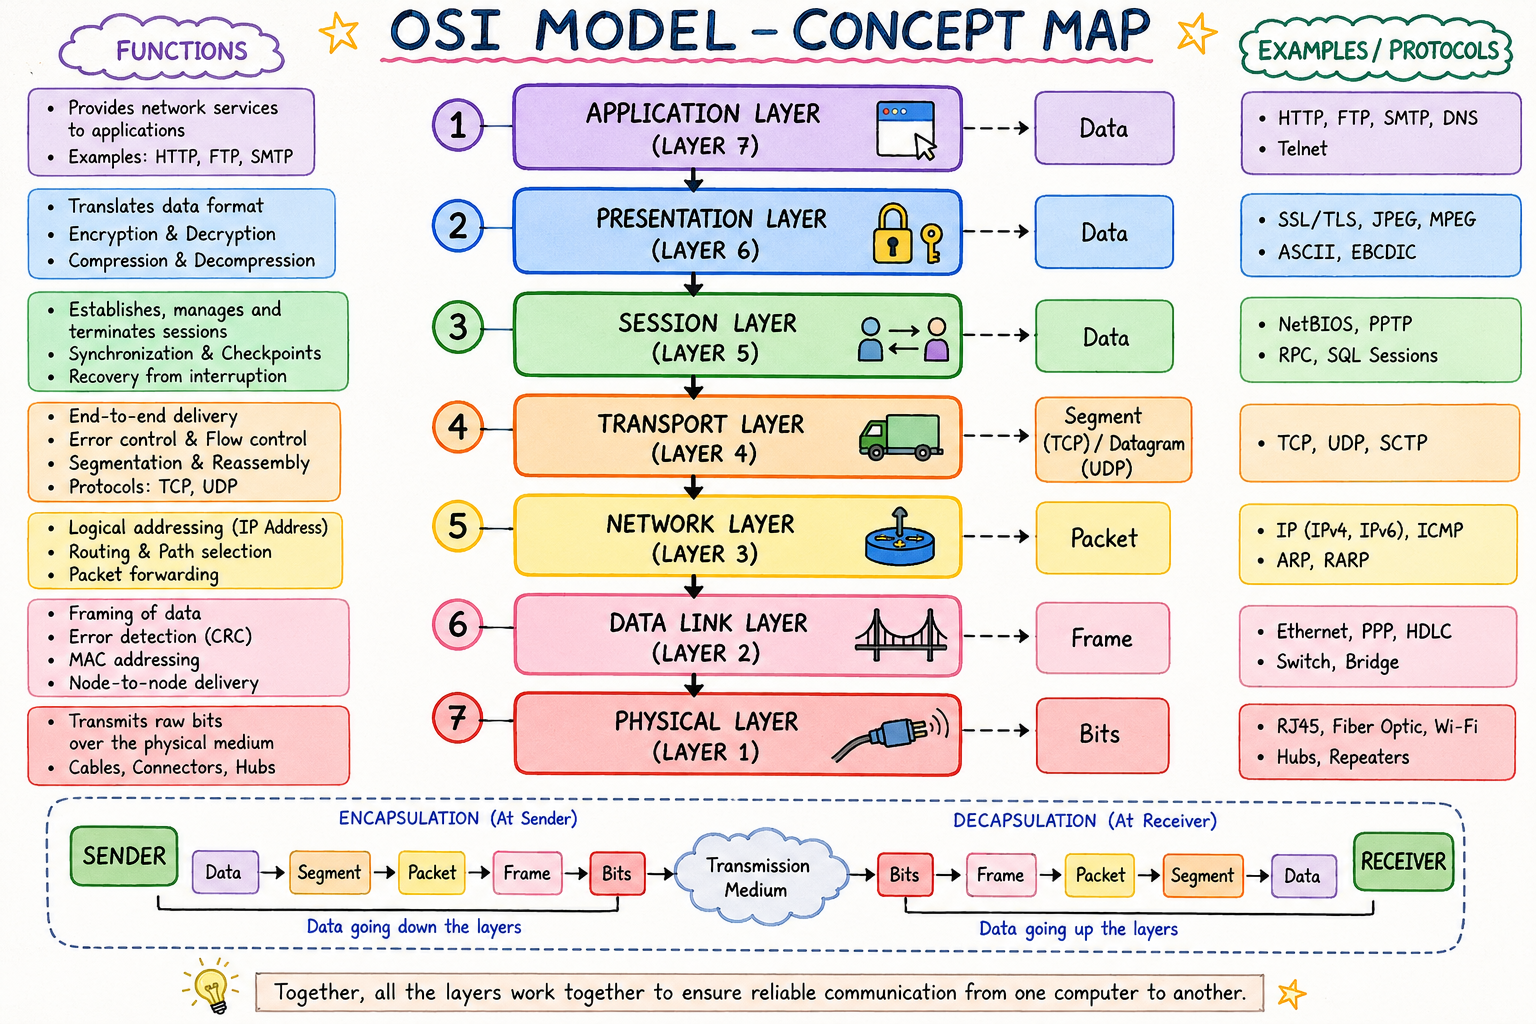 OSI MODEL – CONCEPT MAP
FUNCTIONS
EXAMPLES / PROTOCOLS
• Provides network services
to applications
• Examples: HTTP, FTP, SMTP
1
APPLICATION LAYER
(LAYER 7)
Data
• HTTP, FTP, SMTP, DNS
• Telnet
• Translates data format
• Encryption & Decryption
• Compression & Decompression
2
PRESENTATION LAYER
(LAYER 6)
Data
• SSL/TLS, JPEG, MPEG
• ASCII, EBCDIC
• Establishes, manages and
terminates sessions
• Synchronization & Checkpoints
• Recovery from interruption
3
SESSION LAYER
(LAYER 5)
Data
• NetBIOS, PPTP
• RPC, SQL Sessions
• End-to-end delivery
• Error control & Flow control
• Segmentation & Reassembly
• Protocols: TCP, UDP
4
TRANSPORT LAYER
(LAYER 4)
Segment
(TCP) / Datagram
(UDP)
• TCP, UDP, SCTP
• Logical addressing (IP Address)
• Routing & Path selection
• Packet forwarding
5
NETWORK LAYER
(LAYER 3)
Packet
• IP (IPv4, IPv6), ICMP
• ARP, RARP
• Framing of data
• Error detection (CRC)
• MAC addressing
• Node-to-node delivery
6
DATA LINK LAYER
(LAYER 2)
Frame
• Ethernet, PPP, HDLC
• Switch, Bridge
• Transmits raw bits
over the physical medium
• Cables, Connectors, Hubs
7
PHYSICAL LAYER
(LAYER 1)
Bits
• RJ45, Fiber Optic, Wi-Fi
• Hubs, Repeaters
ENCAPSULATION (At Sender)
SENDER
Data
Segment
Packet
Frame
Bits
Data going down the layers
Transmission
Medium
DECAPSULATION (At Receiver)
Bits
Frame
Packet
Segment
Data
RECEIVER
Data going up the layers
Together, all the layers work together to ensure reliable communication from one computer to another.